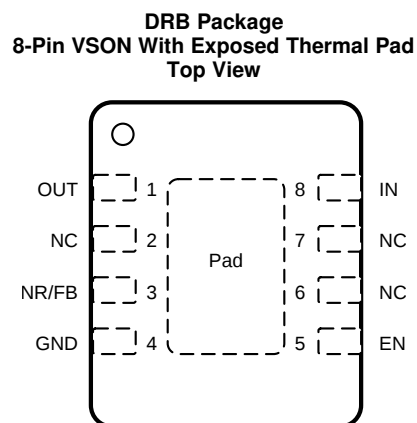 DRB Package
8-Pin VSON With Exposed Thermal Pad
Top View
OUT 1 8 IN
NC 2 7 NC
Pad
NR/FB 3 6 NC
GND 4 5 EN